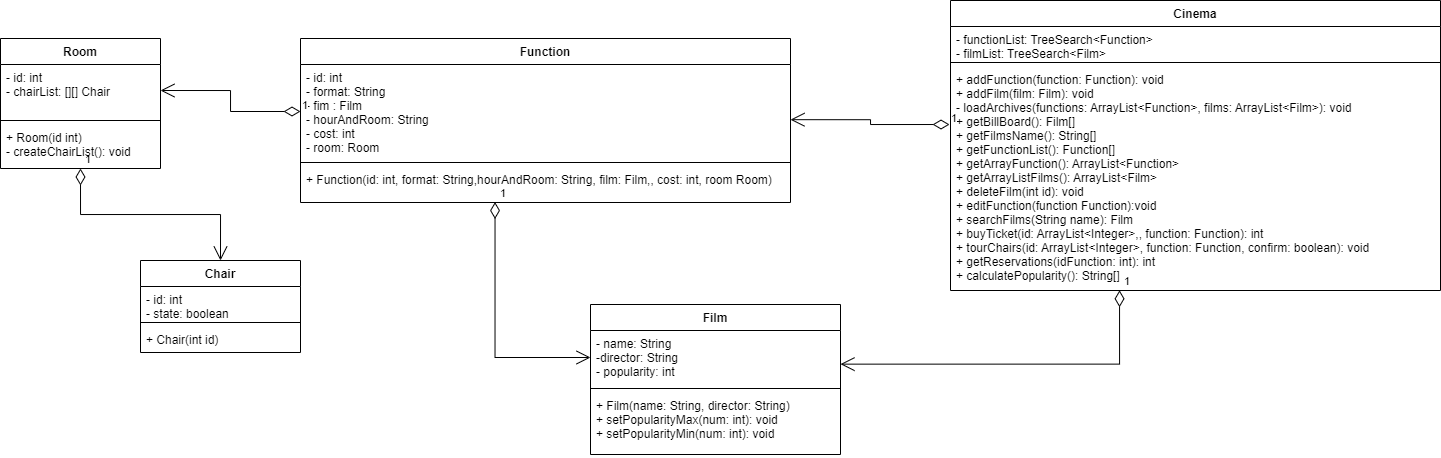 Room
- id: int
- chairList: [][] Chair
+ Room(id int)
- createChairList(): void
1
Function
- id: int
- format: String
1
- fim : Film
- hourAndRoom: String
- cost: int
- room: Room
+ Function(id: int, format: String,hourAndRoom: String, film: Film,, cost: int, room Room)
1
Cinema
- functionList: TreeSearch<Function>
- filmList: TreeSearch<Film>
+ addFunction(function: Function): void
+ addFilm(film: Film): void
- loadArchives(functions: ArrayList<Function>, films: ArrayList<Film>): void
1
+ getBillBoard(): Film[]
+ getFilmsName(): String[]
+ getFunctionList(): Function[]
+ getArrayFunction(): ArrayList<Function>
+ getArrayListFilms(): ArrayList<Film>
+ deleteFilm(int id): void
+ editFunction(function Function):void
+ searchFilms(String name): Film
+ buyTicket(id: ArrayList<Integer>,, function: Function): int
+ tourChairs(id: ArrayList<Integer>, function: Function, confirm: boolean): void
+ getReservations(idFunction: int): int
+ calculatePopularity(): String[]
1
Chair
- id: int
- state: boolean
+ Chair(int id)
Film
- name: String
-director: String
- popularity: int
+ Film(name: String, director: String)
+ setPopularityMax(num: int): void
+ setPopularityMin(num: int): void